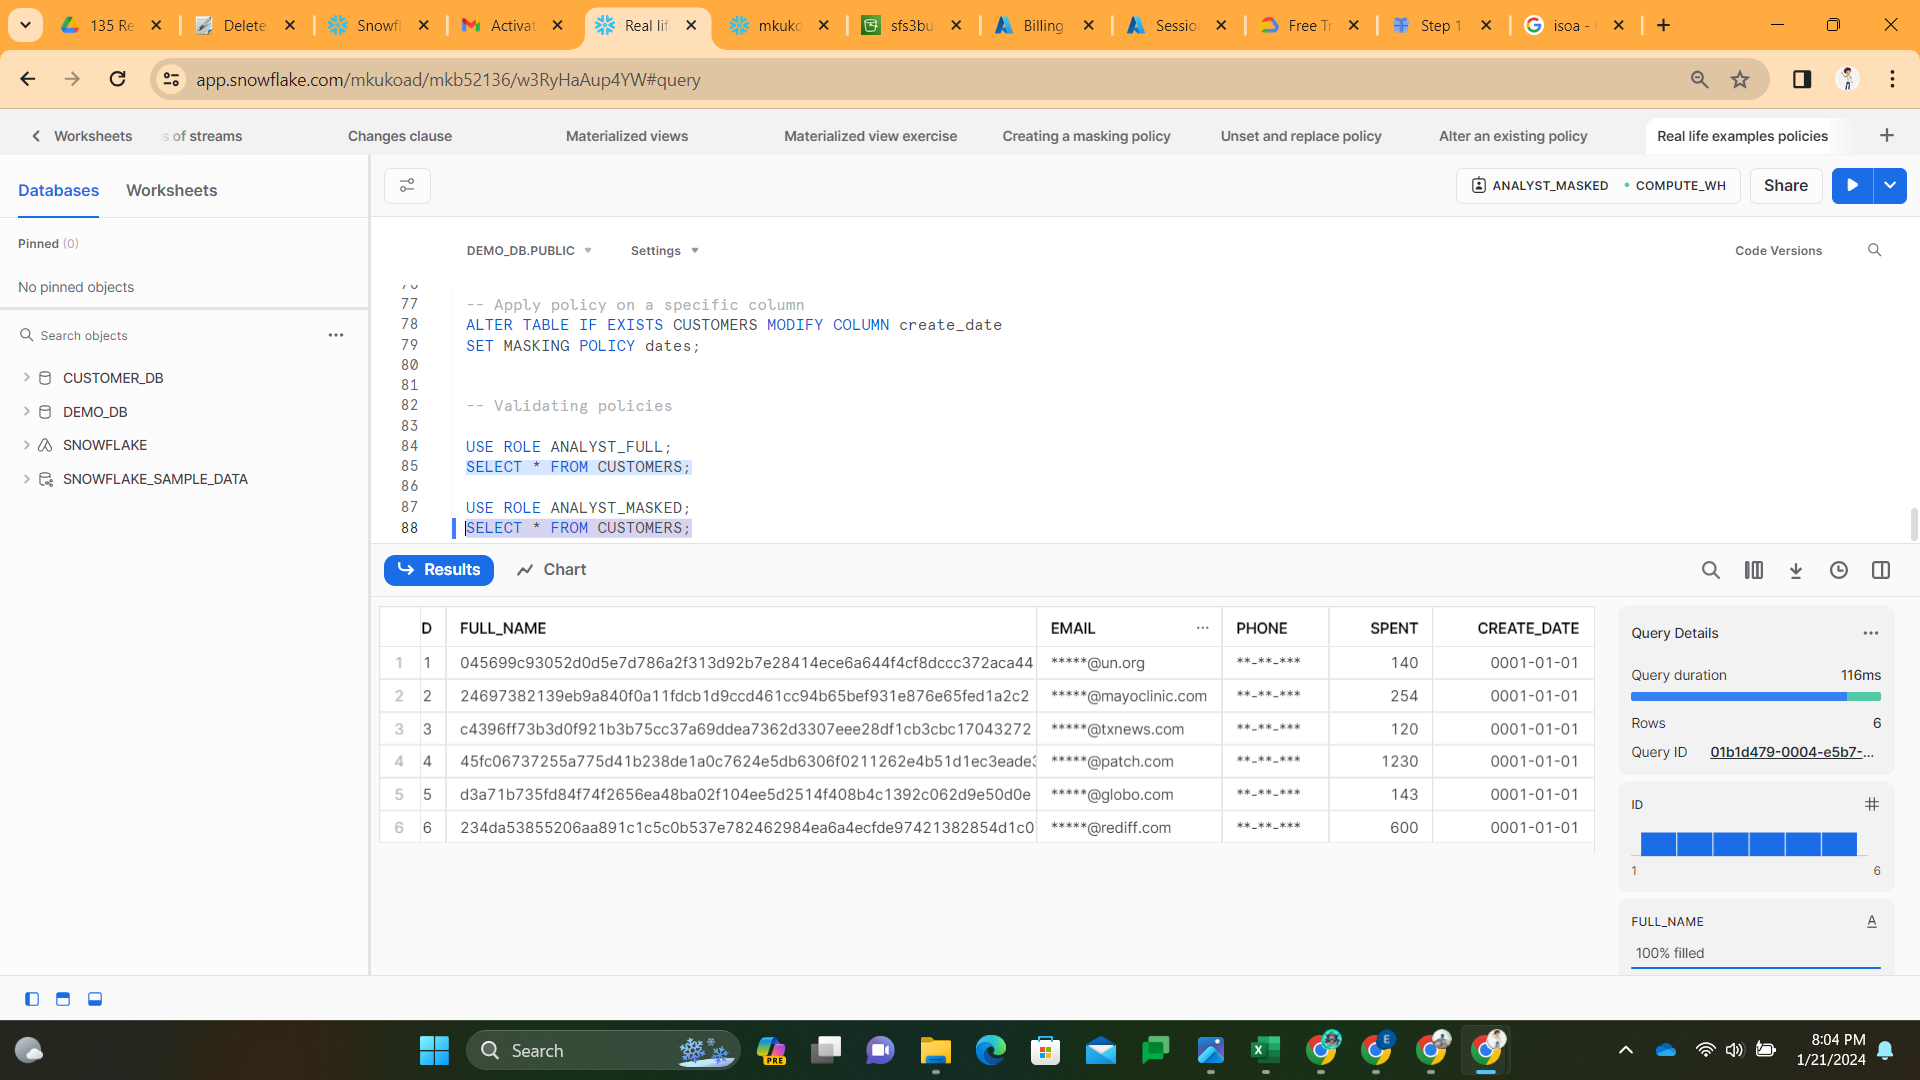 135 Re
Delete
Snowfl
Activat
Real lif
mkuko
sfs3bu
Billing
Sessio
Free Tr
Step 1
isoa -
app.snowflake.com/mkukoad/mkb52136/w3RyHaAup4YW#query
Worksheets
s of streams
Changes clause
Materialized views
Materialized view exercise
Creating a masking policy
Unset and replace policy
Alter an existing policy
Real life examples policies
Databases
Worksheets
ANALYST_MASKED
COMPUTE_WH
Share
Pinned (0)
No pinned objects
Search objects
CUSTOMER_DB
DEMO_DB
SNOWFLAKE
SNOWFLAKE_SAMPLE_DATA
DEMO_DB.PUBLIC
Settings
Code Versions
77 -- Apply policy on a specific column
78 ALTER TABLE IF EXISTS CUSTOMERS MODIFY COLUMN create_date
79 SET MASKING POLICY dates;
80
81
82 -- Validating policies
83
84 USE ROLE ANALYST_FULL;
85 SELECT * FROM CUSTOMERS;
86
87 USE ROLE ANALYST_MASKED;
88 SELECT * FROM CUSTOMERS;
Results
Chart
D FULL_NAME EMAIL ... PHONE SPENT CREATE_DATE
1 1 045699c93052d0d5e7d786a2f313d92b7e28414ece6a644f4cf8dccc372aca44 *****@un.org **-**-*** 140 0001-01-01
2 2 24697382139eb9a840f0a11fdcb1d9ccd461cc94b65bef931e876e65fed1a2c2 *****@mayoclinic.com **-**-*** 254 0001-01-01
3 3 c4396ff73b3d0f921b3b75cc37a69ddea7362d3307eee28df1cb3cbc17043272 *****@txnews.com **-**-*** 120 0001-01-01
4 4 45fc06737255a775d41b238de1a0c7624e5db6306f0211262e4b51d1ec3eade3 *****@patch.com **-**-*** 1230 0001-01-01
5 5 d3a71b735fd84f74f2656ea48ba02f104ee5d2514f408b4c1392c062d9e50d0e *****@globo.com **-**-*** 143 0001-01-01
6 6 234da53855206aa891c1c5c0b537e782462984ea6a4ecfde97421382854d1c0 *****@rediff.com **-**-*** 600 0001-01-01
Query Details
Query duration 116ms
Rows 6
Query ID 01b1d479-0004-e5b7-...
ID
1 6
FULL_NAME A
100% filled
Search
PRE
E
8:04 PM
1/21/2024